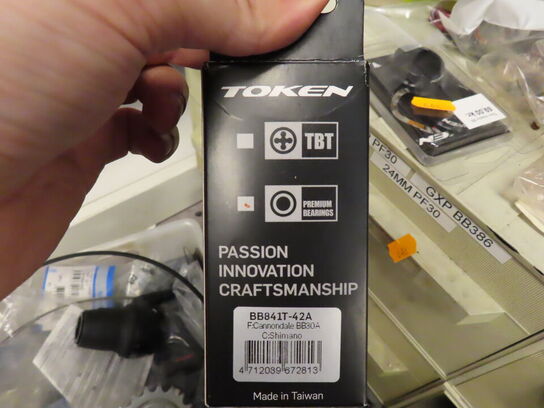 TOKEN
TBT
PREMIUM
BEARINGS
PASSION
INNOVATION
CRAFTSMANSHIP
BB841T-42A
F:Cannondale BB30A
C:Shimano
4 712039 672813
Made in Taiwan
PF30
24MM PF30
GXP BB386